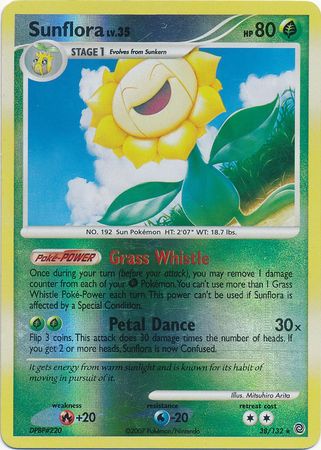 Sunflora LV.35
HP 80
STAGE 1 Evolves from Sunkern
NO. 192 Sun Pokémon HT: 2'07" WT: 18.7 lbs.
Poké-POWER Grass Whistle
Once during your turn (before your attack), you may remove 1 damage
counter from each of your Pokémon. You can't use more than 1 Grass
Whistle Poké-Power each turn. This power can't be used if Sunflora is
affected by a Special Condition.
Petal Dance 30x
Flip 3 coins. This attack does 30 damage times the number of heads. If
you get 2 or more heads, Sunflora is now Confused.
It gets energy from warm sunlight and is known for its habit of
moving in pursuit of it.
Illus. Mitsuhiro Arita
weakness +20
resistance -20
retreat cost
DPBP#220
©2007 Pokémon/Nintendo
38/132 ★